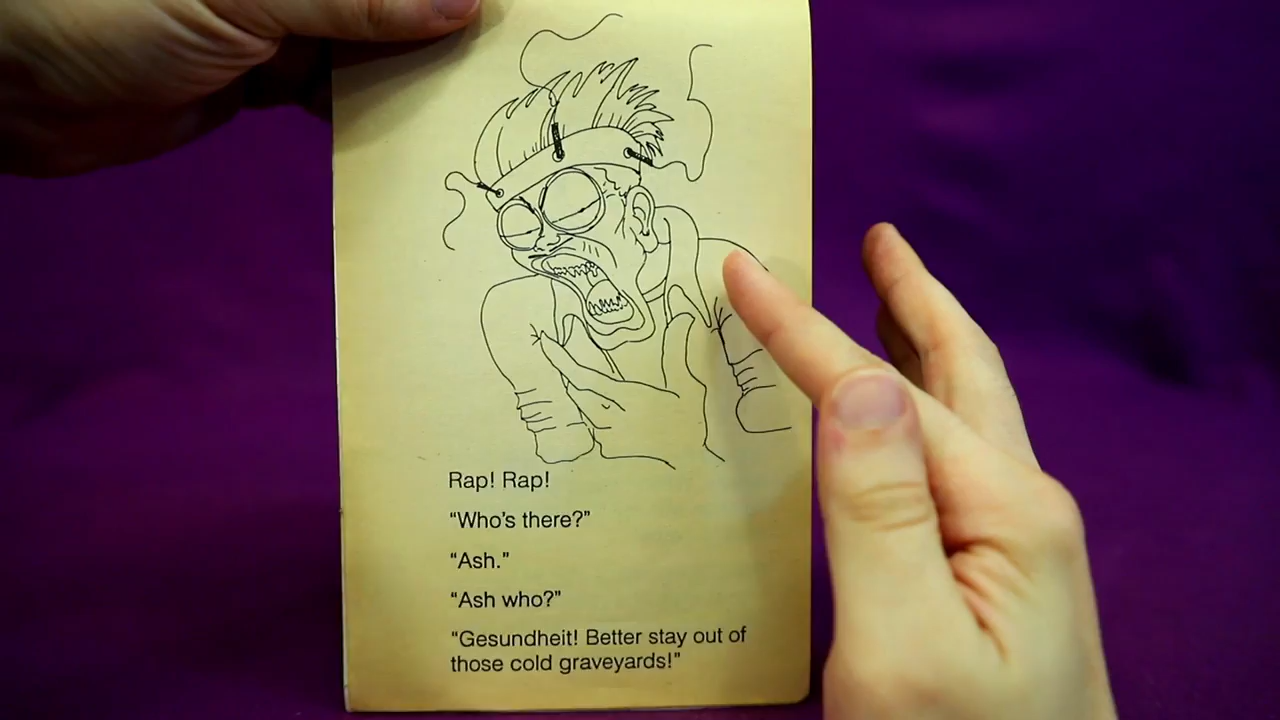 Rap! Rap!
“Who’s there?”
“Ash.”
“Ash who?”
“Gesundheit! Better stay out of
those cold graveyards!”